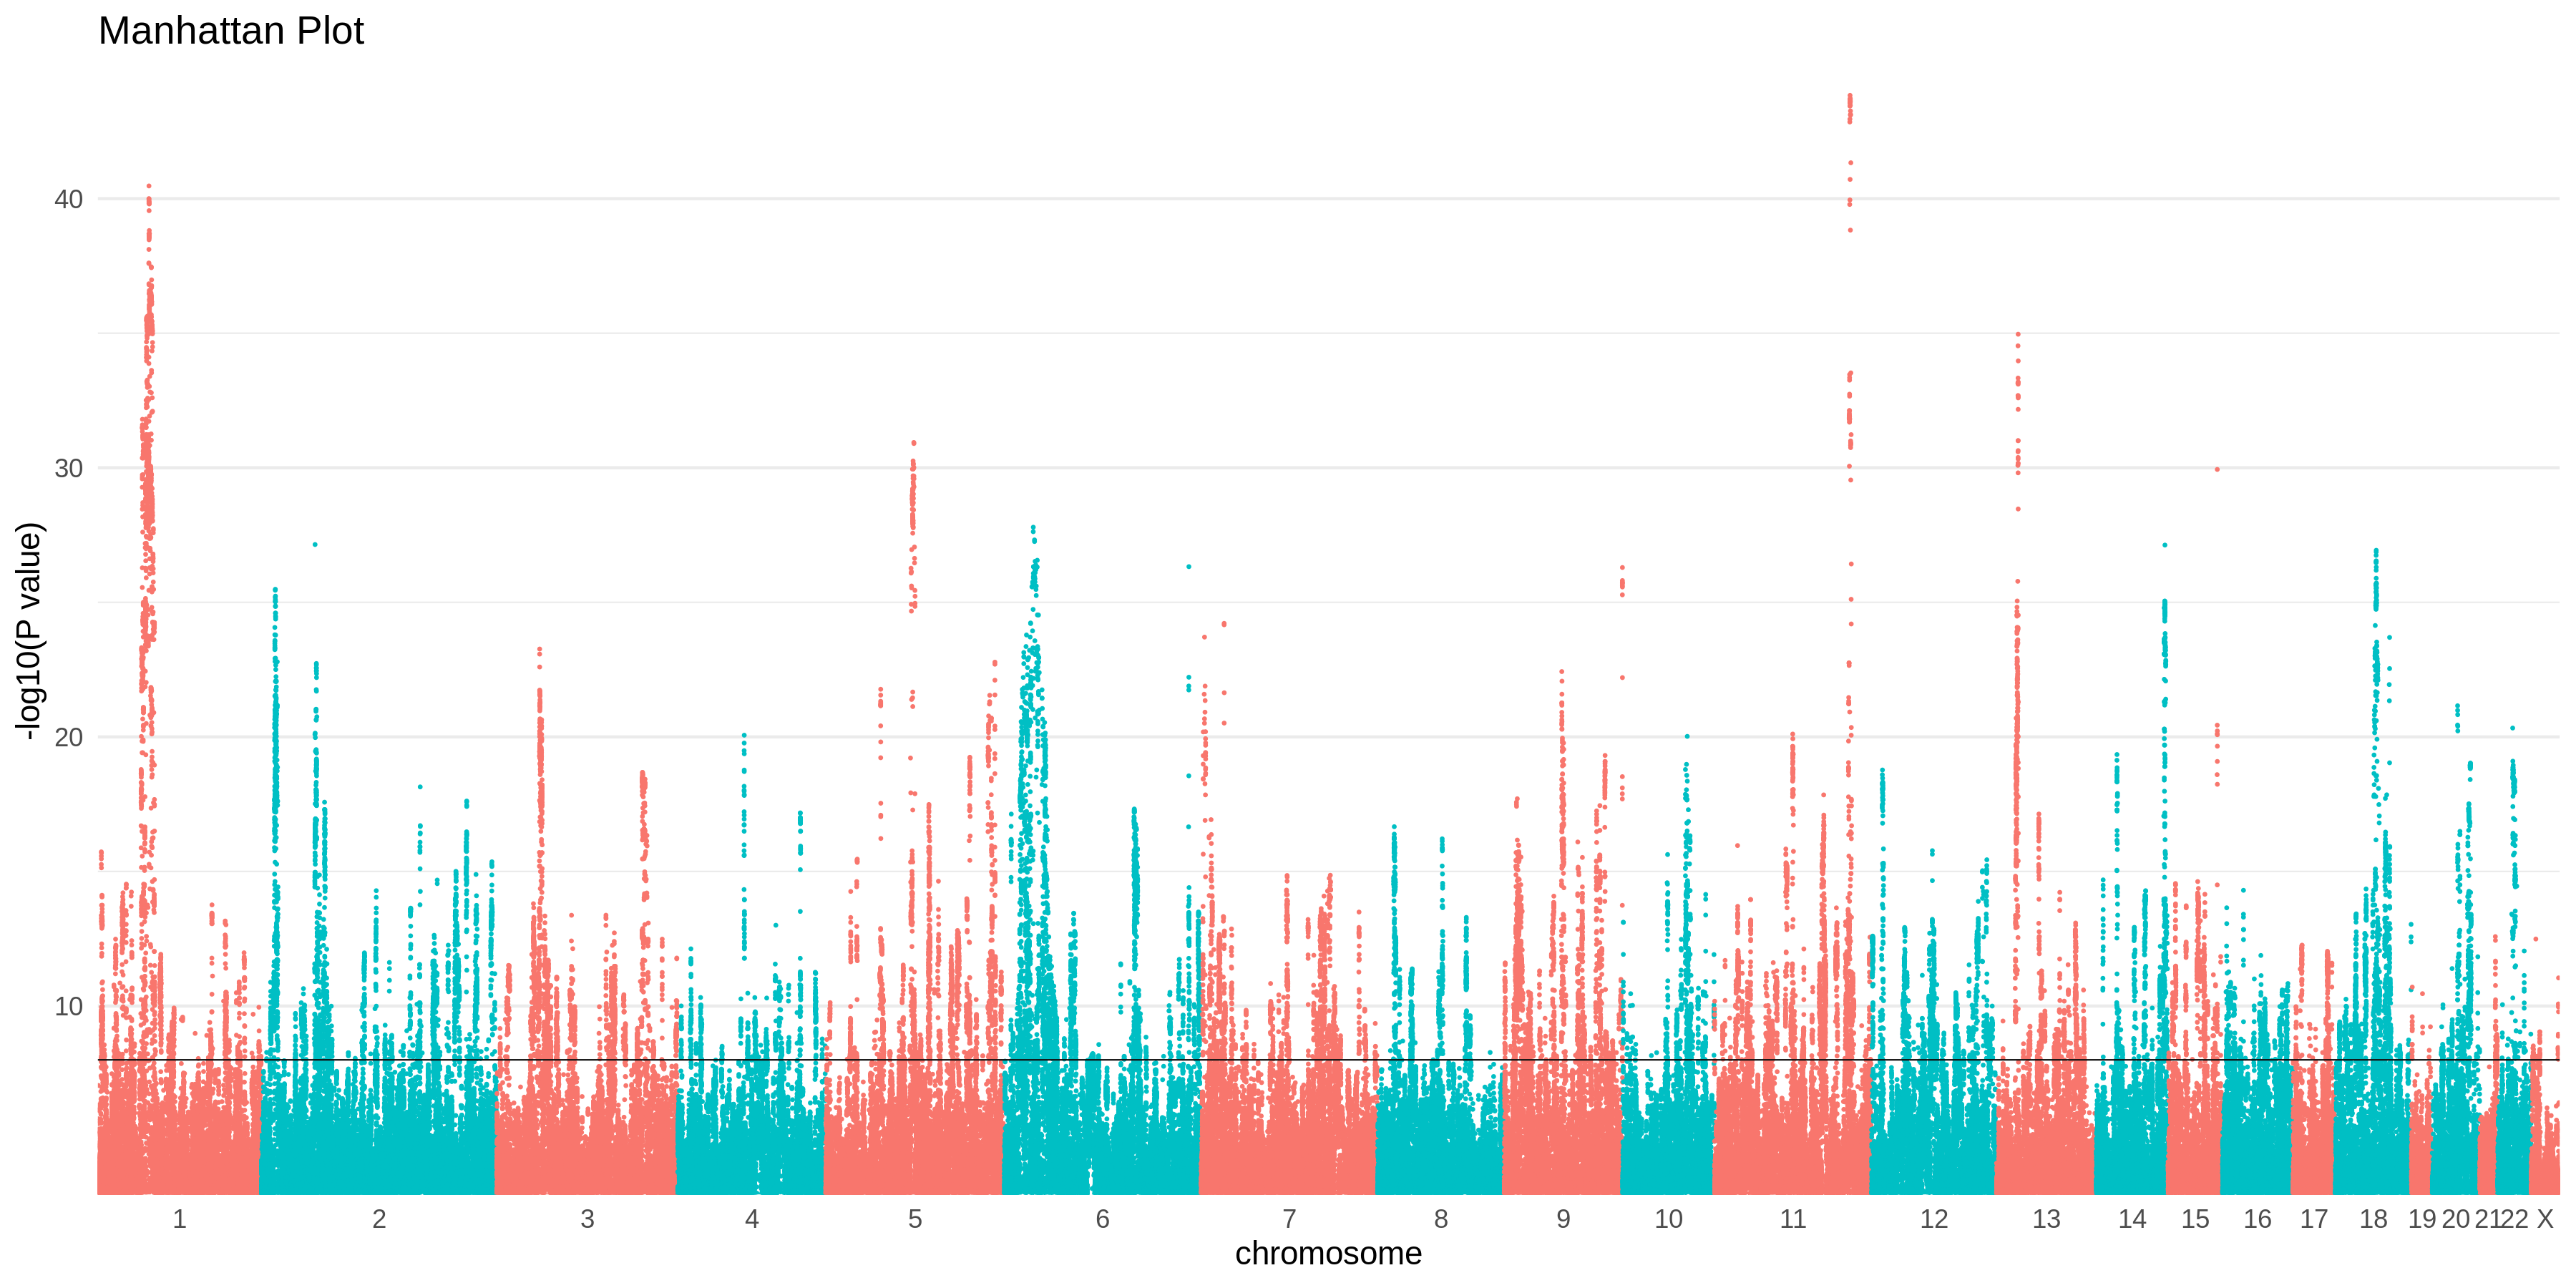 Manhattan Plot
40
30
20
10
-log10(P value)
1 2 3 4 5 6 7 8 9 10 11 12 13 14 15 16 17 18 19 20 21 22 X
chromosome